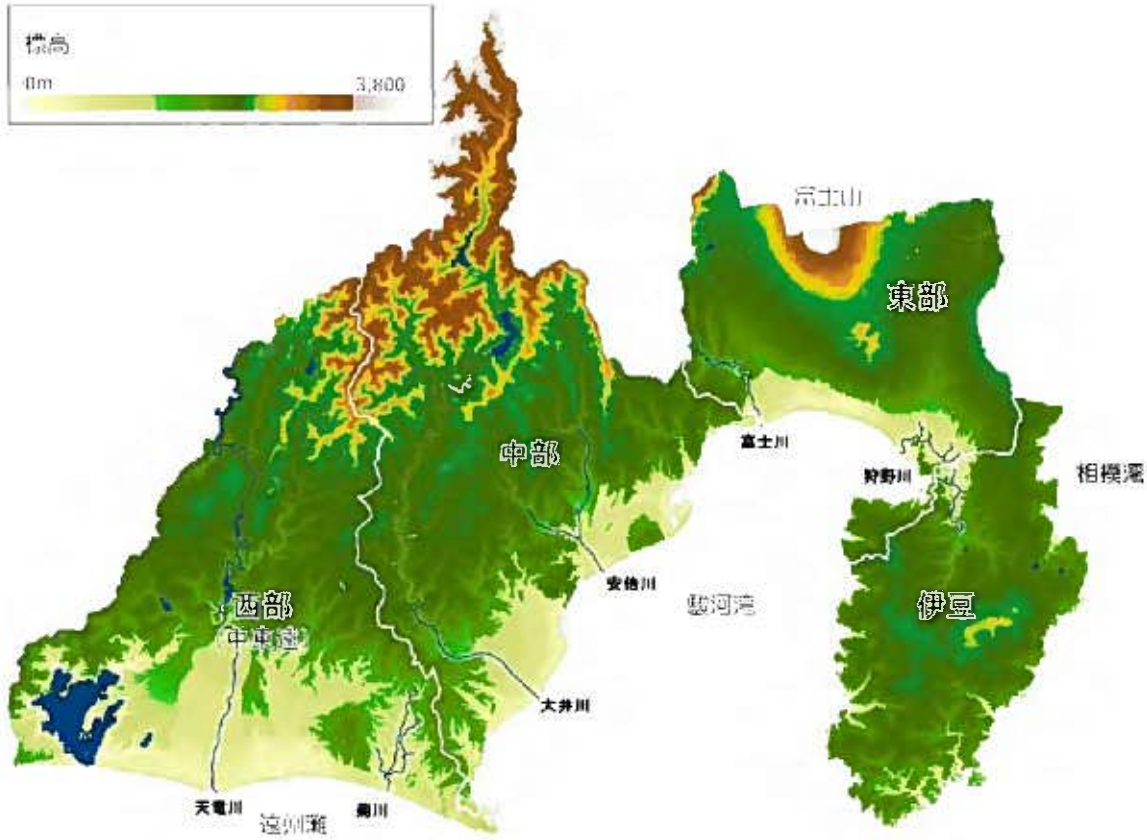 標高
0m 3,800
富士山
東部
中部
富士川
狩野川
相模灘
安倍川
駿河湾
伊豆
西部
(中東遠)
大井川
天竜川
菊川
遠州灘